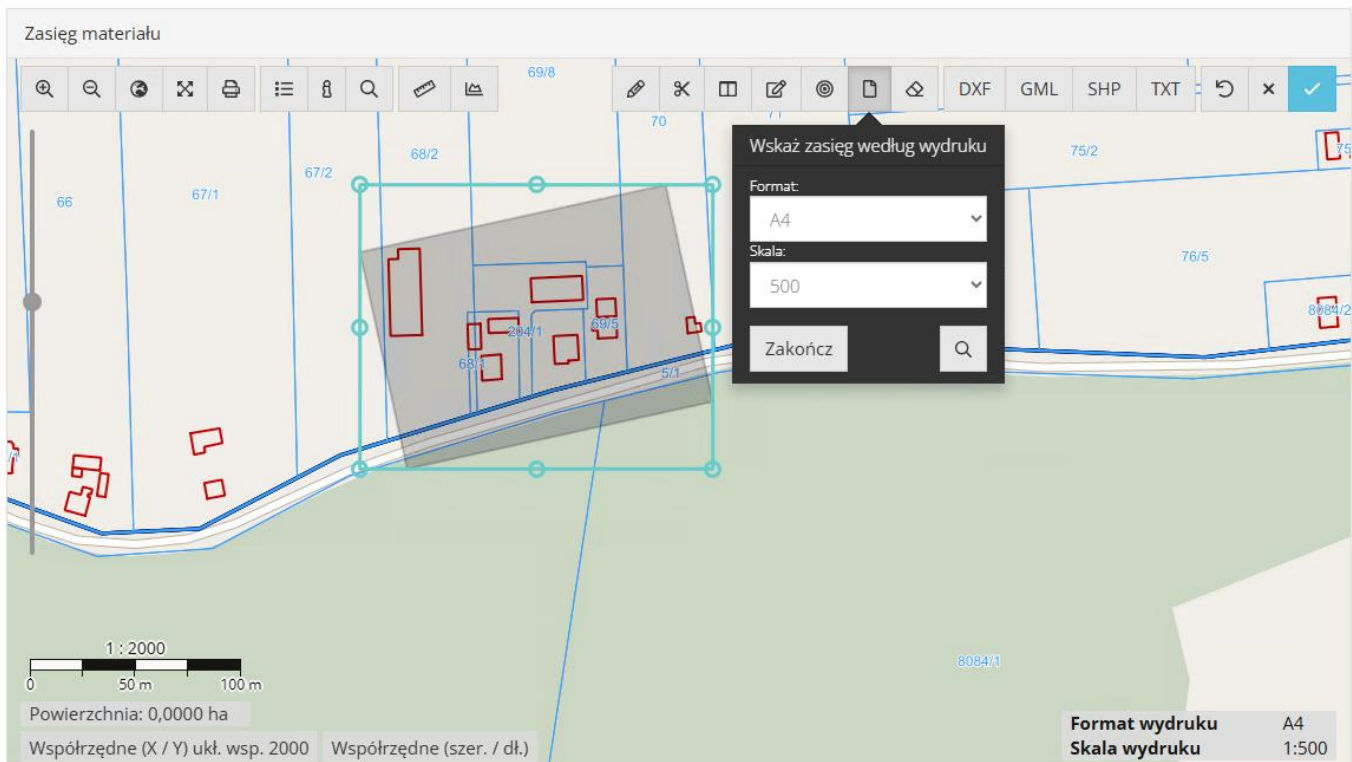 Zasięg materiału
69/8
DXF GML SHP TXT
70
Wskaż zasięg według wydruku
68/2
75/2
67/2
67/1
66
Format:
A4
Skala:
500
76/5
8084/2
204/1
69/5
68/1
5/1
Zakończ
8084/1
1 : 2000
0 50 m 100 m
Powierzchnia: 0,0000 ha
Współrzędne (X / Y) ukł. wsp. 2000 Współrzędne (szer. / dł.)
Format wydruku A4
Skala wydruku 1:500